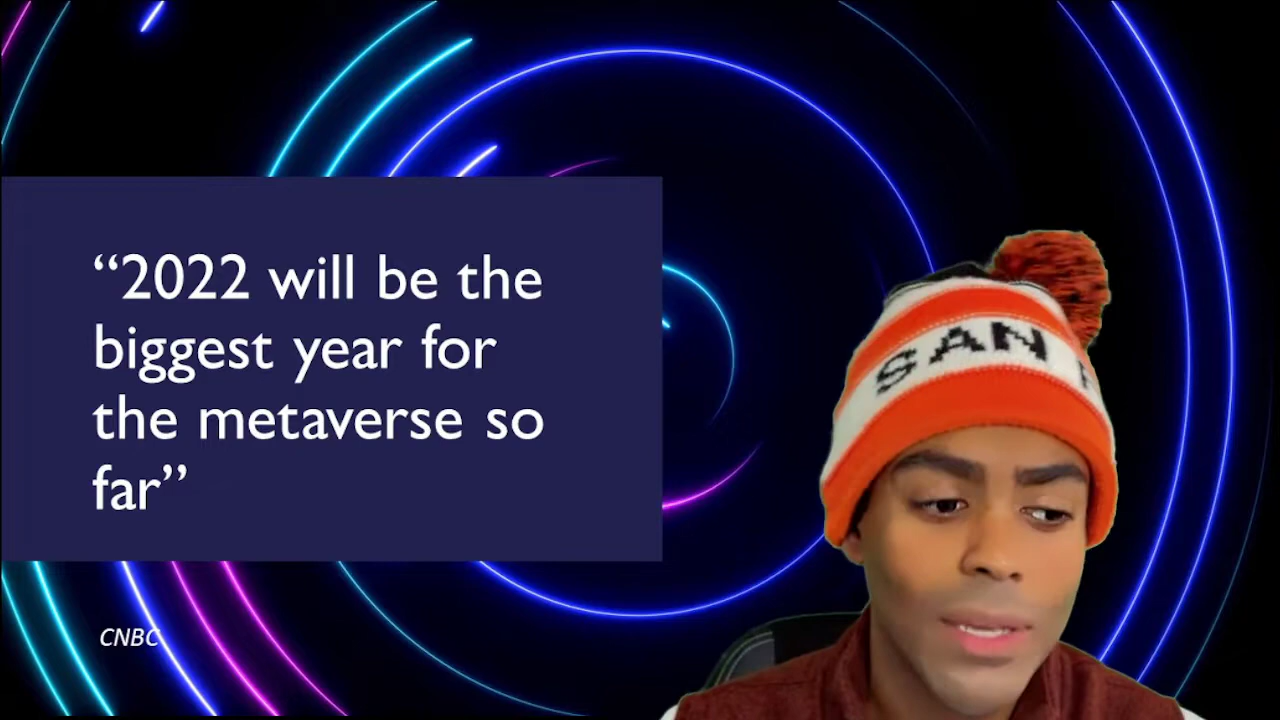 “2022 will be the
biggest year for
the metaverse so
far”
CNBC
SAN